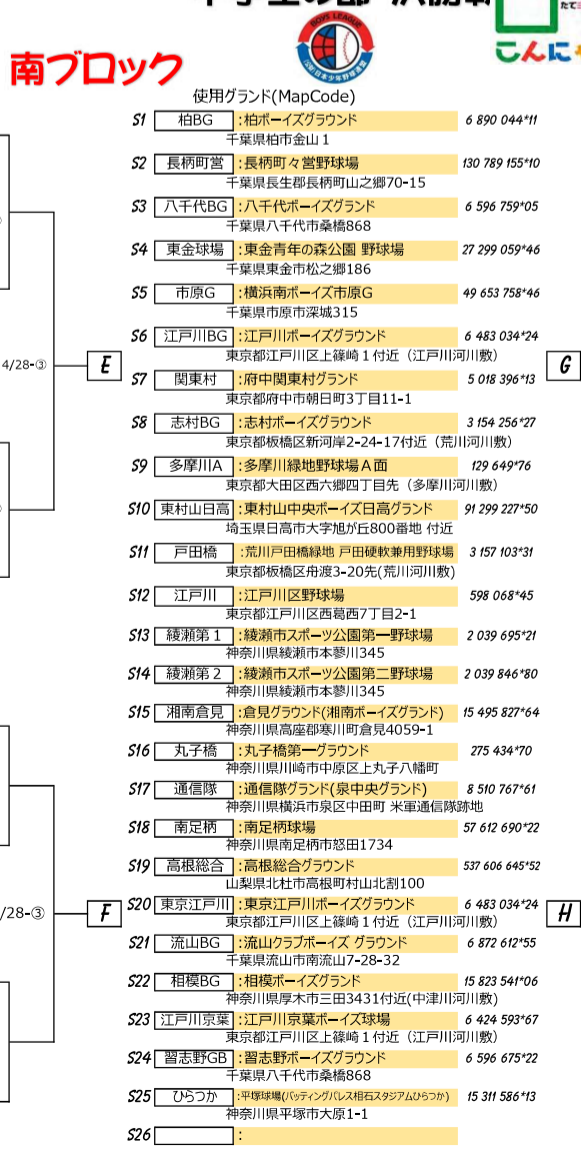 南ブロック
BOYS LEAGUE
使用グランド(MapCode)
S1 柏BG :柏ボーイズグラウンド 6 890 044*11
千葉県柏市金山1
S2 長柄町営 :長柄町々営野球場 130 789 155*10
千葉県長生郡長柄町山之郷70-15
S3 八千代BG :八千代ボーイズグランド 6 596 759*05
千葉県八千代市桑橋868
S4 東金球場 :東金青年の森公園 野球場 27 299 059*46
千葉県東金市松之郷186
S5 市原G :横浜南ボーイズ市原G 49 653 758*46
千葉県市原市深城315
S6 江戸川BG :江戸川ボーイズグラウンド 6 483 034*24
東京都江戸川区上篠崎1付近（江戸川河川敷）
4/28-③ E G
S7 関東村 :府中関東村グランド 5 018 396*13
東京都府中市朝日町3丁目11-1
S8 志村BG :志村ボーイズグラウンド 3 154 256*27
東京都板橋区新河岸2-24-17付近（荒川河川敷）
S9 多摩川A :多摩川緑地野球場A面 129 649*76
東京都大田区西六郷四丁目先（多摩川河川敷）
S10 東村山日高 :東村山中央ボーイズ日高グランド 91 299 227*50
埼玉県日高市大字旭が丘800番地 付近
S11 戸田橋 :荒川戸田橋緑地 戸田硬軟兼用野球場 3 157 103*31
東京都板橋区舟渡3-20先(荒川河川敷)
S12 江戸川 :江戸川区野球場 598 068*45
東京都江戸川区西葛西7丁目2-1
S13 綾瀬第１ :綾瀬市スポーツ公園第一野球場 2 039 695*21
神奈川県綾瀬市本蓼川345
S14 綾瀬第２ :綾瀬市スポーツ公園第二野球場 2 039 846*80
神奈川県綾瀬市本蓼川345
S15 湘南倉見 :倉見グラウンド(湘南ボーイズグランド) 15 495 827*64
神奈川県高座郡寒川町倉見4059-1
S16 丸子橋 :丸子橋第一グラウンド 275 434*70
神奈川県川崎市中原区上丸子八幡町
S17 通信隊 :通信隊グランド(泉中央グランド) 8 510 767*61
神奈川県横浜市泉区中田町 米軍通信隊跡地
S18 南足柄 :南足柄球場 57 612 690*22
神奈川県南足柄市怒田1734
S19 高根総合 :高根総合グラウンド 537 606 645*52
山梨県北杜市高根町村山北割100
/28-③ F H
S20 東京江戸川 :東京江戸川ボーイズグランド 6 483 034*24
東京都江戸川区上篠崎1付近（江戸川河川敷）
S21 流山BG :流山クラブボーイズ グラウンド 6 872 612*55
千葉県流山市南流山7-28-32
S22 相模BG :相模ボーイズグランド 15 823 541*06
神奈川県厚木市三田3431付近(中津川河川敷)
S23 江戸川京葉 :江戸川京葉ボーイズ球場 6 424 593*67
東京都江戸川区上篠崎1付近（江戸川河川敷）
S24 習志野GB :習志野ボーイズグラウンド 6 596 675*22
千葉県八千代市桑橋868
S25 ひらつか :平塚球場(バッティングパレス相石スタジアムひらつか) 15 311 586*13
神奈川県平塚市大原1-1
S26 :